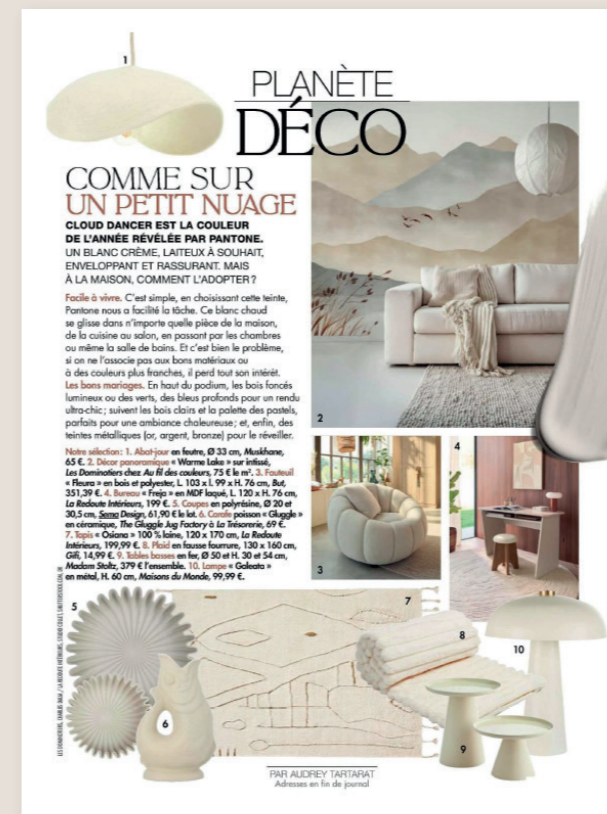 1
PLANÈTE
DÉCO
COMME SUR
UN PETIT NUAGE
CLOUD DANCER EST LA COULEUR
DE L'ANNÉE RÉVÉLÉE PAR PANTONE.
UN BLANC CRÈME, LAITEUX À SOUHAIT,
ENVELOPPANT ET RASSURANT. MAIS
À LA MAISON, COMMENT L'ADOPTER ?
Facile à vivre. C'est simple, en choisissant cette teinte,
Pantone nous a facilité la tâche. Ce blanc chaud
se glisse dans n'importe quelle pièce de la maison,
de la cuisine au salon, en passant par les chambres
ou même la salle de bains. Et c'est bien le problème,
si on ne l'associe pas aux bons matériaux ou
à des couleurs plus franches, il perd tout son intérêt.
Les bons mariages. En haut du podium, les bois foncés
lumineux ou des verts, des bleus profonds pour un rendu
ultra-chic ; suivent les bois clairs et la palette des pastels,
parfaits pour une ambiance chaleureuse ; et, enfin, des
teintes métalliques (or, argent, bronze) pour le réveiller.
Notre sélection : 1. Abat-jour en feutre, Ø 33 cm, Muskhane,
65 €. 2. Décor panoramique « Warme Lake » sur intissé,
Les Dominotiers chez Au fil des couleurs, 75 € le m². 3. Fauteuil
« Fleura » en bois et polyester, L. 103 x l. 99 x H. 76 cm, But,
351,39 €. 4. Bureau « Freja » en MDF laqué, L. 120 x H. 76 cm,
La Redoute Intérieurs, 199 €. 5. Coupes en polyrésine, Ø 20 et
30,5 cm, Sema Design, 61,90 € le lot. 6. Carafe poisson « Gluggle »
en céramique, The Gluggle Jug Factory à La Trésorerie, 69 €.
7. Tapis « Osiana » 100 % laine, 120 x 170 cm, La Redoute
Intérieurs, 199,99 €. 8. Plaid en fausse fourrure, 130 x 160 cm,
Gifi, 14,99 €. 9. Tables basses en fer, Ø 50 et H. 30 et 54 cm,
Madam Stoltz, 379 € l'ensemble. 10. Lampe « Galeata »
en métal, H. 60 cm, Maisons du Monde, 99,99 €.
2
3
4
5
6
7
8
9
10
PAR AUDREY TARTARAT
Adresses en fin de journal